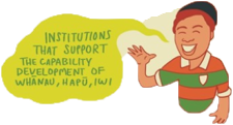 INSTITUTIONS
THAT SUPPORT
THE CAPABILITY
DEVELOPMENT OF
WHĀNAU, HAPŪ, IWI